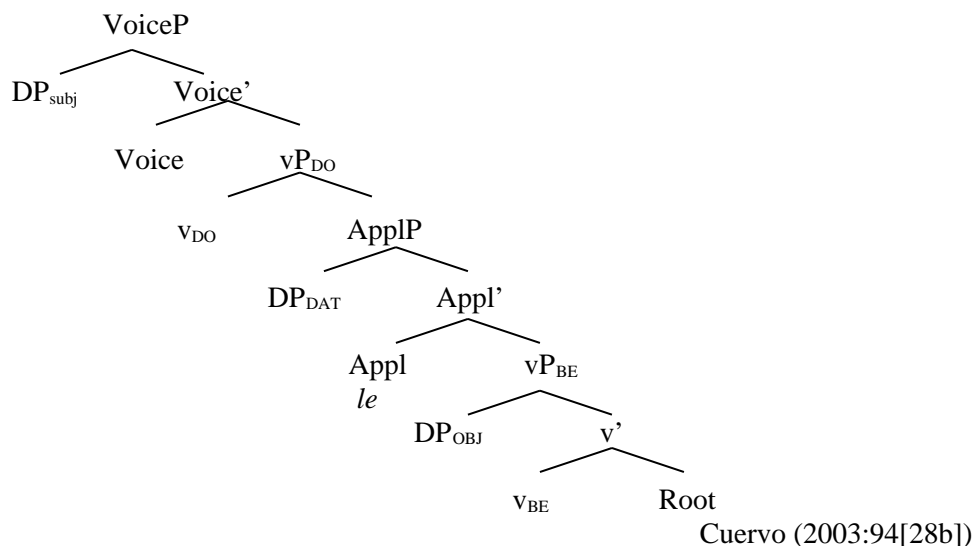 VoiceP
DPsubj Voice’
Voice vPDO
vDO ApplP
DPDAT Appl’
Appl vPBE
le
DPOBJ v’
vBE Root
Cuervo (2003:94[28b])